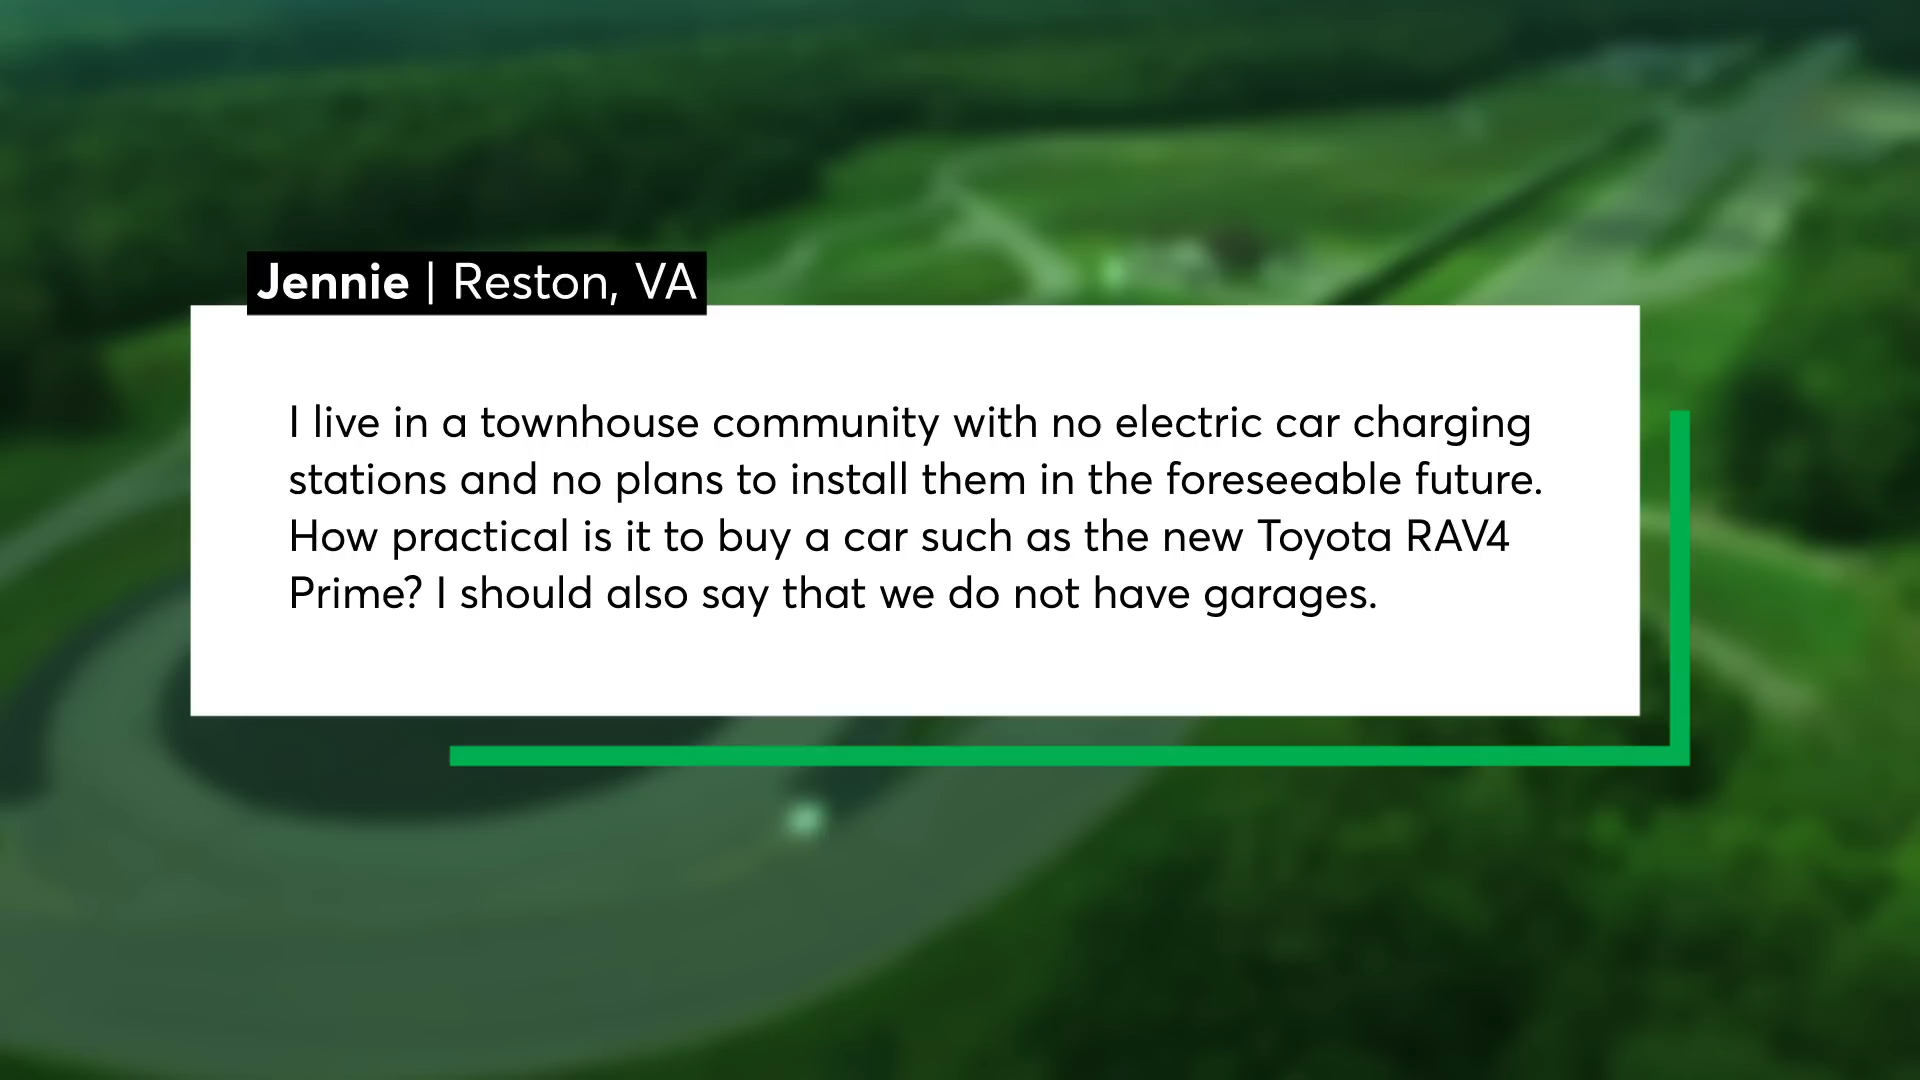 Jennie | Reston, VA
I live in a townhouse community with no electric car charging
stations and no plans to install them in the foreseeable future.
How practical is it to buy a car such as the new Toyota RAV4
Prime? I should also say that we do not have garages.